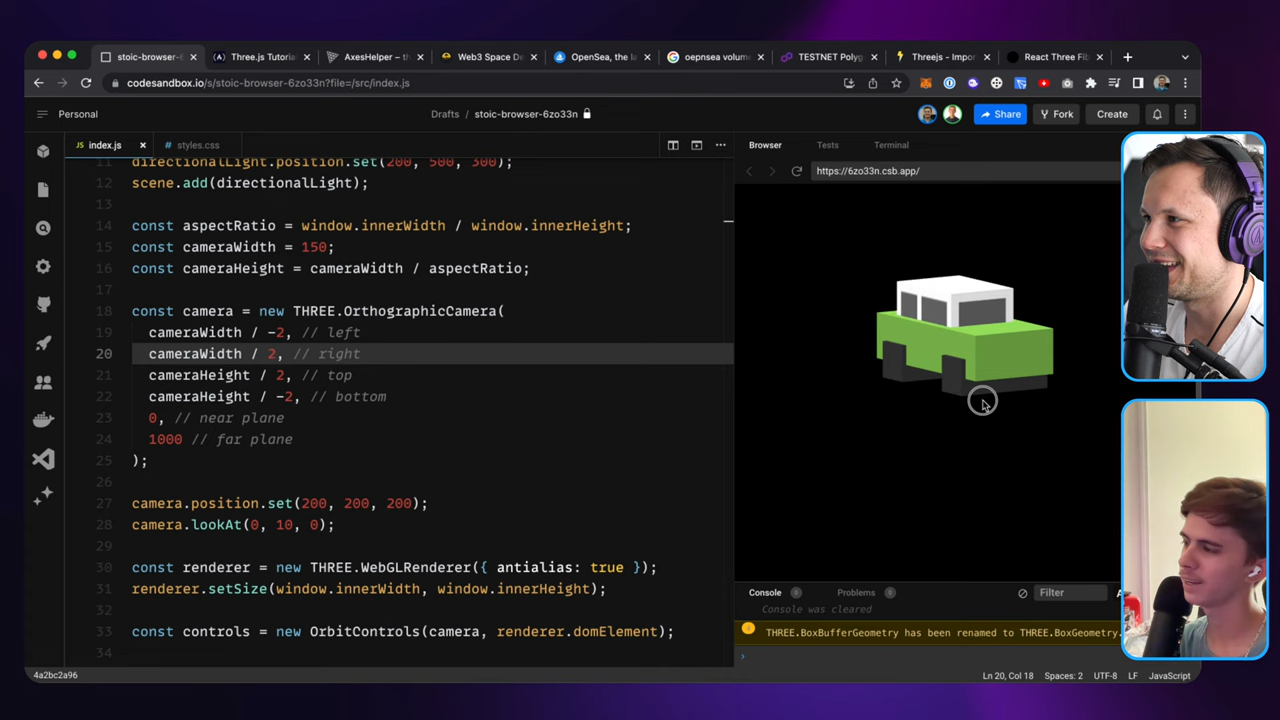 stoic-browser-6
Three.js Tutoria
AxesHelper – th
Web3 Space De
OpenSea, the la
oepnsea volum
TESTNET Polyg
Threejs - Impor
React Three Fib
codesandbox.io/s/stoic-browser-6zo33n?file=/src/index.js
Personal
Drafts / stoic-browser-6zo33n
Share
Fork
Create
JS index.js
styles.css
Browser
Tests
Terminal
https://6zo33n.csb.app/
11 directionalLight.position.set(200, 500, 300);
12 scene.add(directionalLight);
13
14 const aspectRatio = window.innerWidth / window.innerHeight;
15 const cameraWidth = 150;
16 const cameraHeight = cameraWidth / aspectRatio;
17
18 const camera = new THREE.OrthographicCamera(
19 cameraWidth / -2, // left
20 cameraWidth / 2, // right
21 cameraHeight / 2, // top
22 cameraHeight / -2, // bottom
23 0, // near plane
24 1000 // far plane
25 );
26
27 camera.position.set(200, 200, 200);
28 camera.lookAt(0, 10, 0);
29
30 const renderer = new THREE.WebGLRenderer({ antialias: true });
31 renderer.setSize(window.innerWidth, window.innerHeight);
32
33 const controls = new OrbitControls(camera, renderer.domElement);
34
Console 0
Problems 0
Filter
Console was cleared
THREE.BoxBufferGeometry has been renamed to THREE.BoxGeometry.
4a2bc2a96
Ln 20, Col 18
Spaces: 2
UTF-8
LF
JavaScript